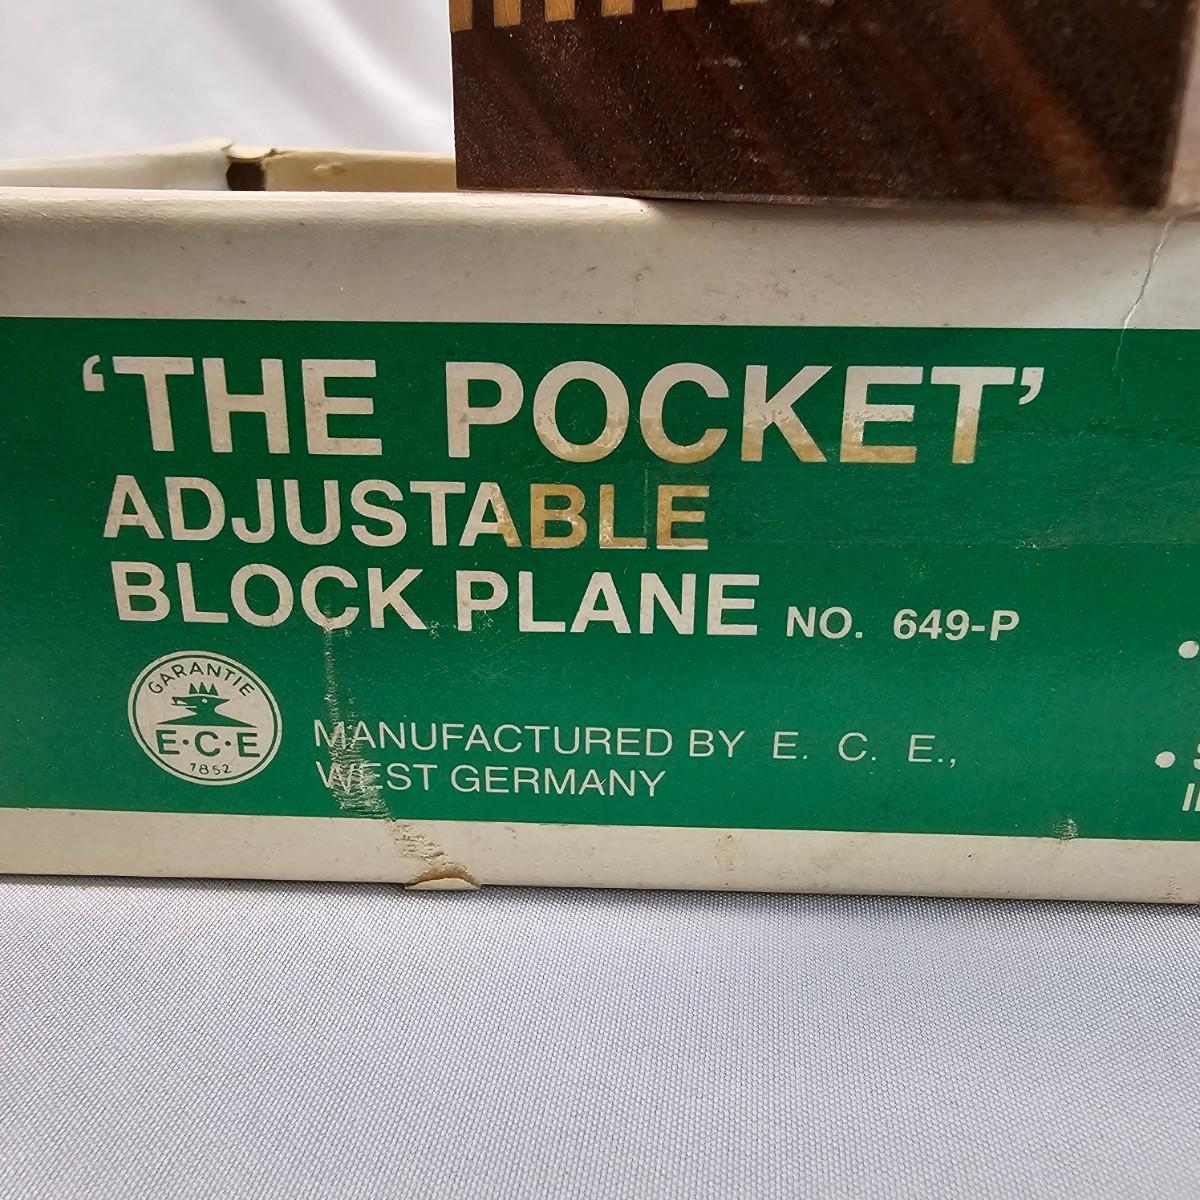 ‘THE POCKET’
ADJUSTABLE
BLOCK PLANE NO. 649-P
GARANTIE
E·C·E
1852
MANUFACTURED BY E. C. E.,
WEST GERMANY